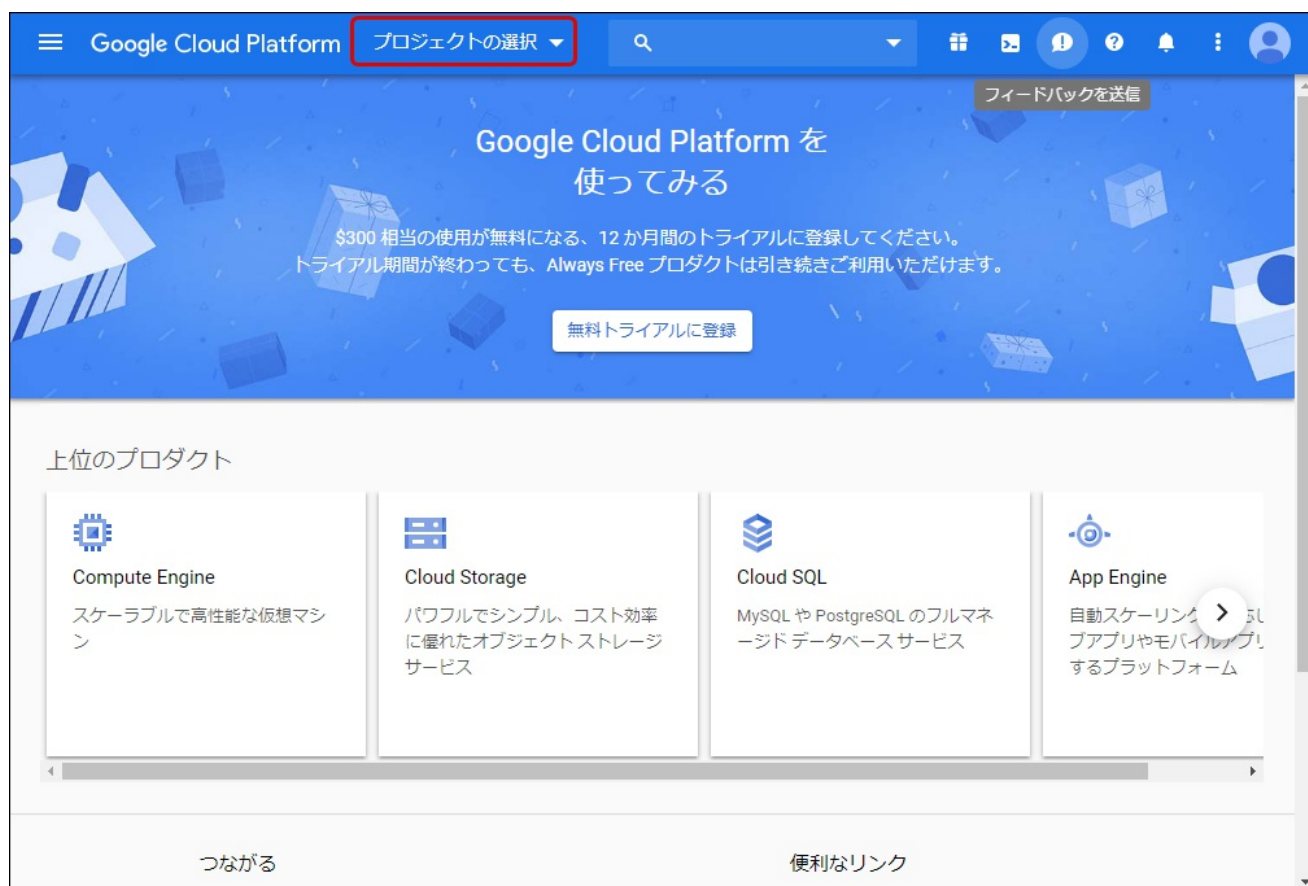 Google Cloud Platform
プロジェクトの選択
フィードバックを送信
Google Cloud Platform を
使ってみる
$300 相当の使用が無料になる、12 か月間のトライアルに登録してください。
トライアル期間が終わっても、Always Free プロダクトは引き続きご利用いただけます。
無料トライアルに登録
上位のプロダクト
Compute Engine
スケーラブルで高性能な仮想マシ
ン
Cloud Storage
パワフルでシンプル、コスト効率
に優れたオブジェクト ストレージ
サービス
Cloud SQL
MySQL や PostgreSQL のフルマネ
ージド データベース サービス
App Engine
自動スケーリング
ブアプリやモバイルアプリ
するプラットフォーム
つながる
便利なリンク